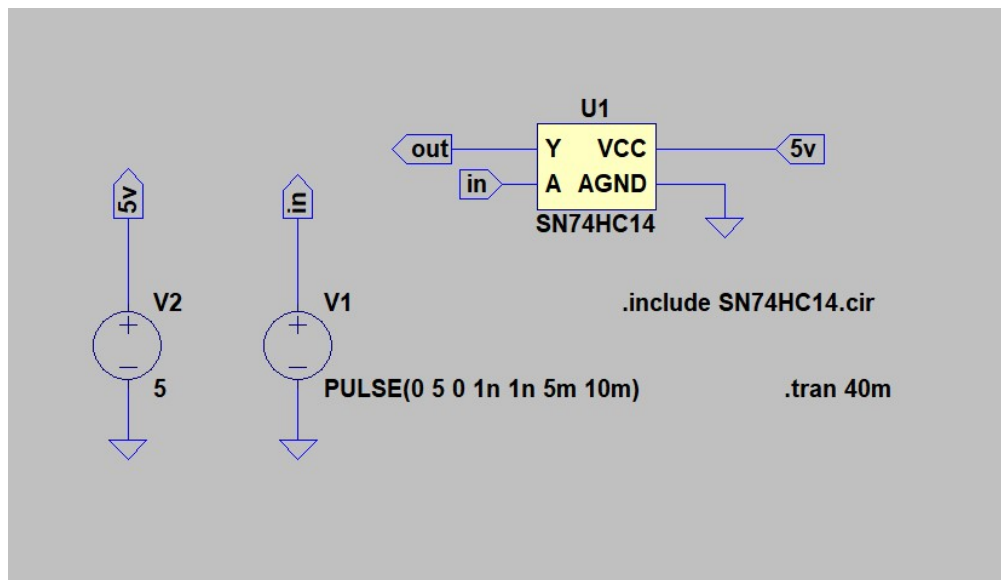 U1
out Y VCC 5v
in A AGND
SN74HC14
5v
in
V2
V1
.include SN74HC14.cir
5
PULSE(0 5 0 1n 1n 5m 10m)
.tran 40m